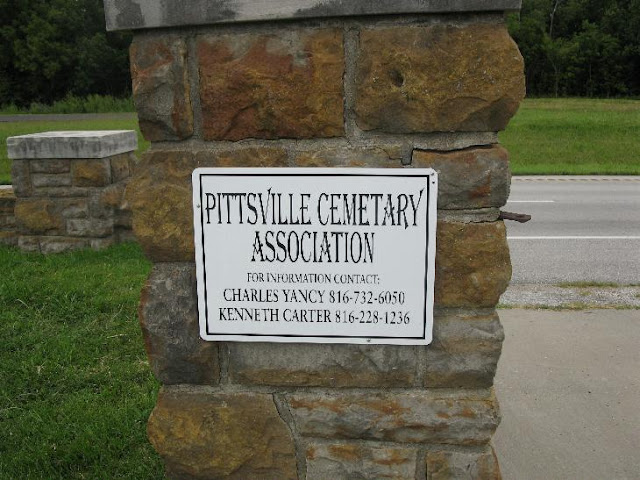 PITTSVILLE CEMETARY
ASSOCIATION
FOR INFORMATION CONTACT:
CHARLES YANCY 816-732-6050
KENNETH CARTER 816-228-1236